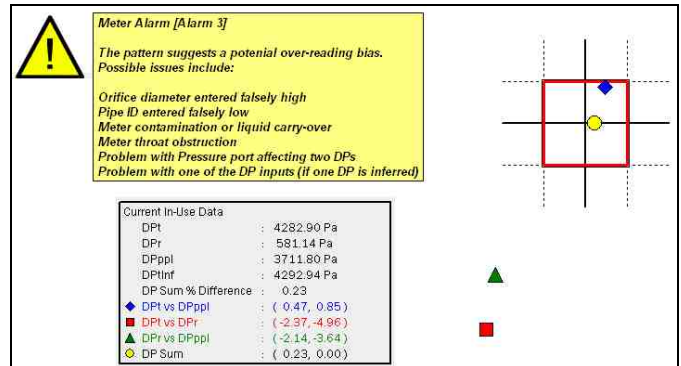 Meter Alarm [Alarm 3]
The pattern suggests a potenial over-reading bias.
Possible issues include:
Orifice diameter entered falsely high
Pipe ID entered falsely low
Meter contamination or liquid carry-over
Meter throat obstruction
Problem with Pressure port affecting two DPs
Problem with one of the DP inputs (if one DP is inferred)
Current In-Use Data
DPt : 4282.90 Pa
DPr : 581.14 Pa
DPppl : 3711.80 Pa
DPtInf : 4292.94 Pa
DP Sum % Difference : 0.23
DPt vs DPppl : ( 0.47, 0.85 )
DPt vs DPr : (-2.37, -4.96 )
DPr vs DPppl : (-2.14, -3.64 )
DP Sum : ( 0.23, 0.00 )